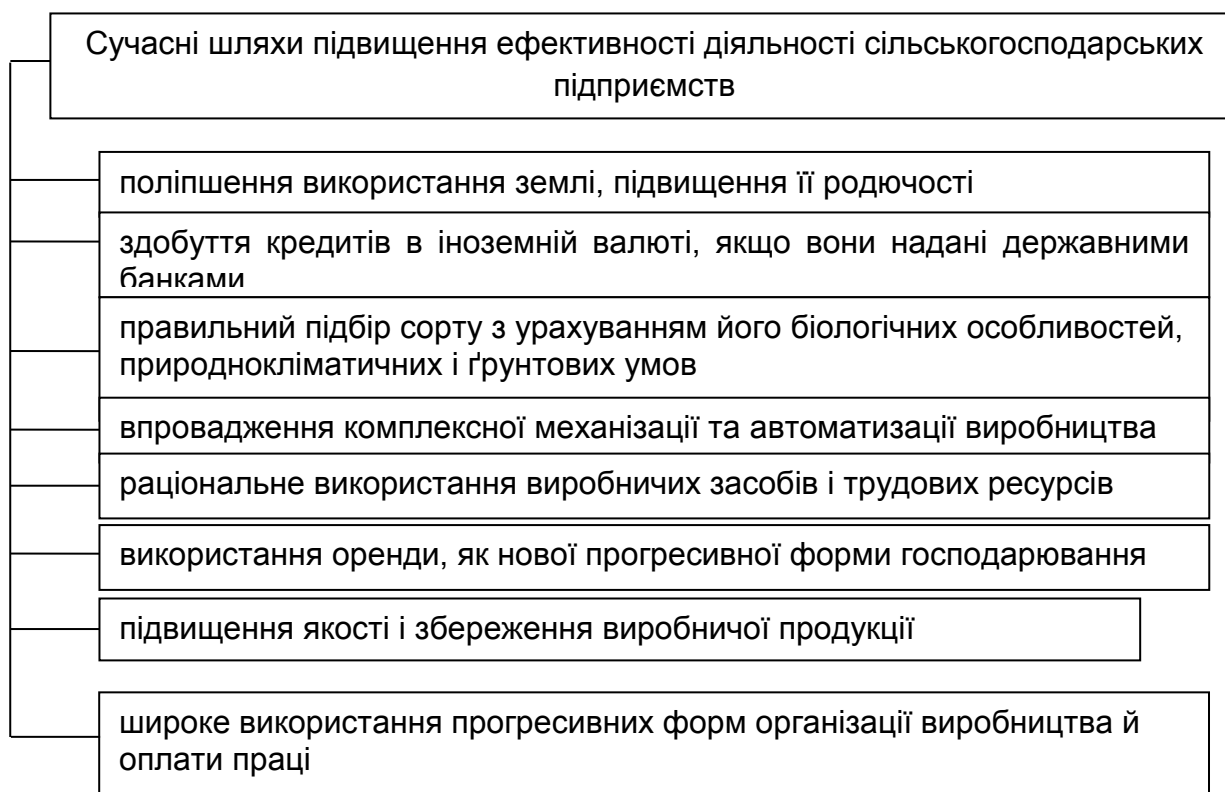 Сучасні шляхи підвищення ефективності діяльності сільськогосподарських
підприємств
поліпшення використання землі, підвищення її родючості
здобуття кредитів в іноземній валюті, якщо вони надані державними
банками
правильний підбір сорту з урахуванням його біологічних особливостей,
природнокліматичних і ґрунтових умов
впровадження комплексної механізації та автоматизації виробництва
раціональне використання виробничих засобів і трудових ресурсів
використання оренди, як нової прогресивної форми господарювання
підвищення якості і збереження виробничої продукції
широке використання прогресивних форм організації виробництва й
оплати праці